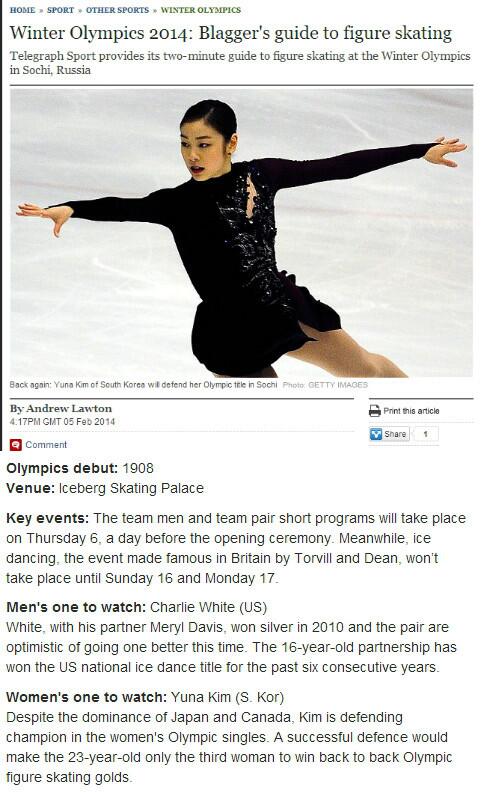 HOME » SPORT » OTHER SPORTS » WINTER OLYMPICS
Winter Olympics 2014: Blagger's guide to figure skating
Telegraph Sport provides its two-minute guide to figure skating at the Winter Olympics
in Sochi, Russia
Back again: Yuna Kim of South Korea will defend her Olympic title in Sochi Photo: GETTY IMAGES
By Andrew Lawton
4:17PM GMT 05 Feb 2014
Print this article
Share 1
Comment
Olympics debut: 1908
Venue: Iceberg Skating Palace
Key events: The team men and team pair short programs will take place
on Thursday 6, a day before the opening ceremony. Meanwhile, ice
dancing, the event made famous in Britain by Torvill and Dean, won't
take place until Sunday 16 and Monday 17.
Men's one to watch: Charlie White (US)
White, with his partner Meryl Davis, won silver in 2010 and the pair are
optimistic of going one better this time. The 16-year-old partnership has
won the US national ice dance title for the past six consecutive years.
Women's one to watch: Yuna Kim (S. Kor)
Despite the dominance of Japan and Canada, Kim is defending
champion in the women's Olympic singles. A successful defence would
make the 23-year-old only the third woman to win back to back Olympic
figure skating golds.